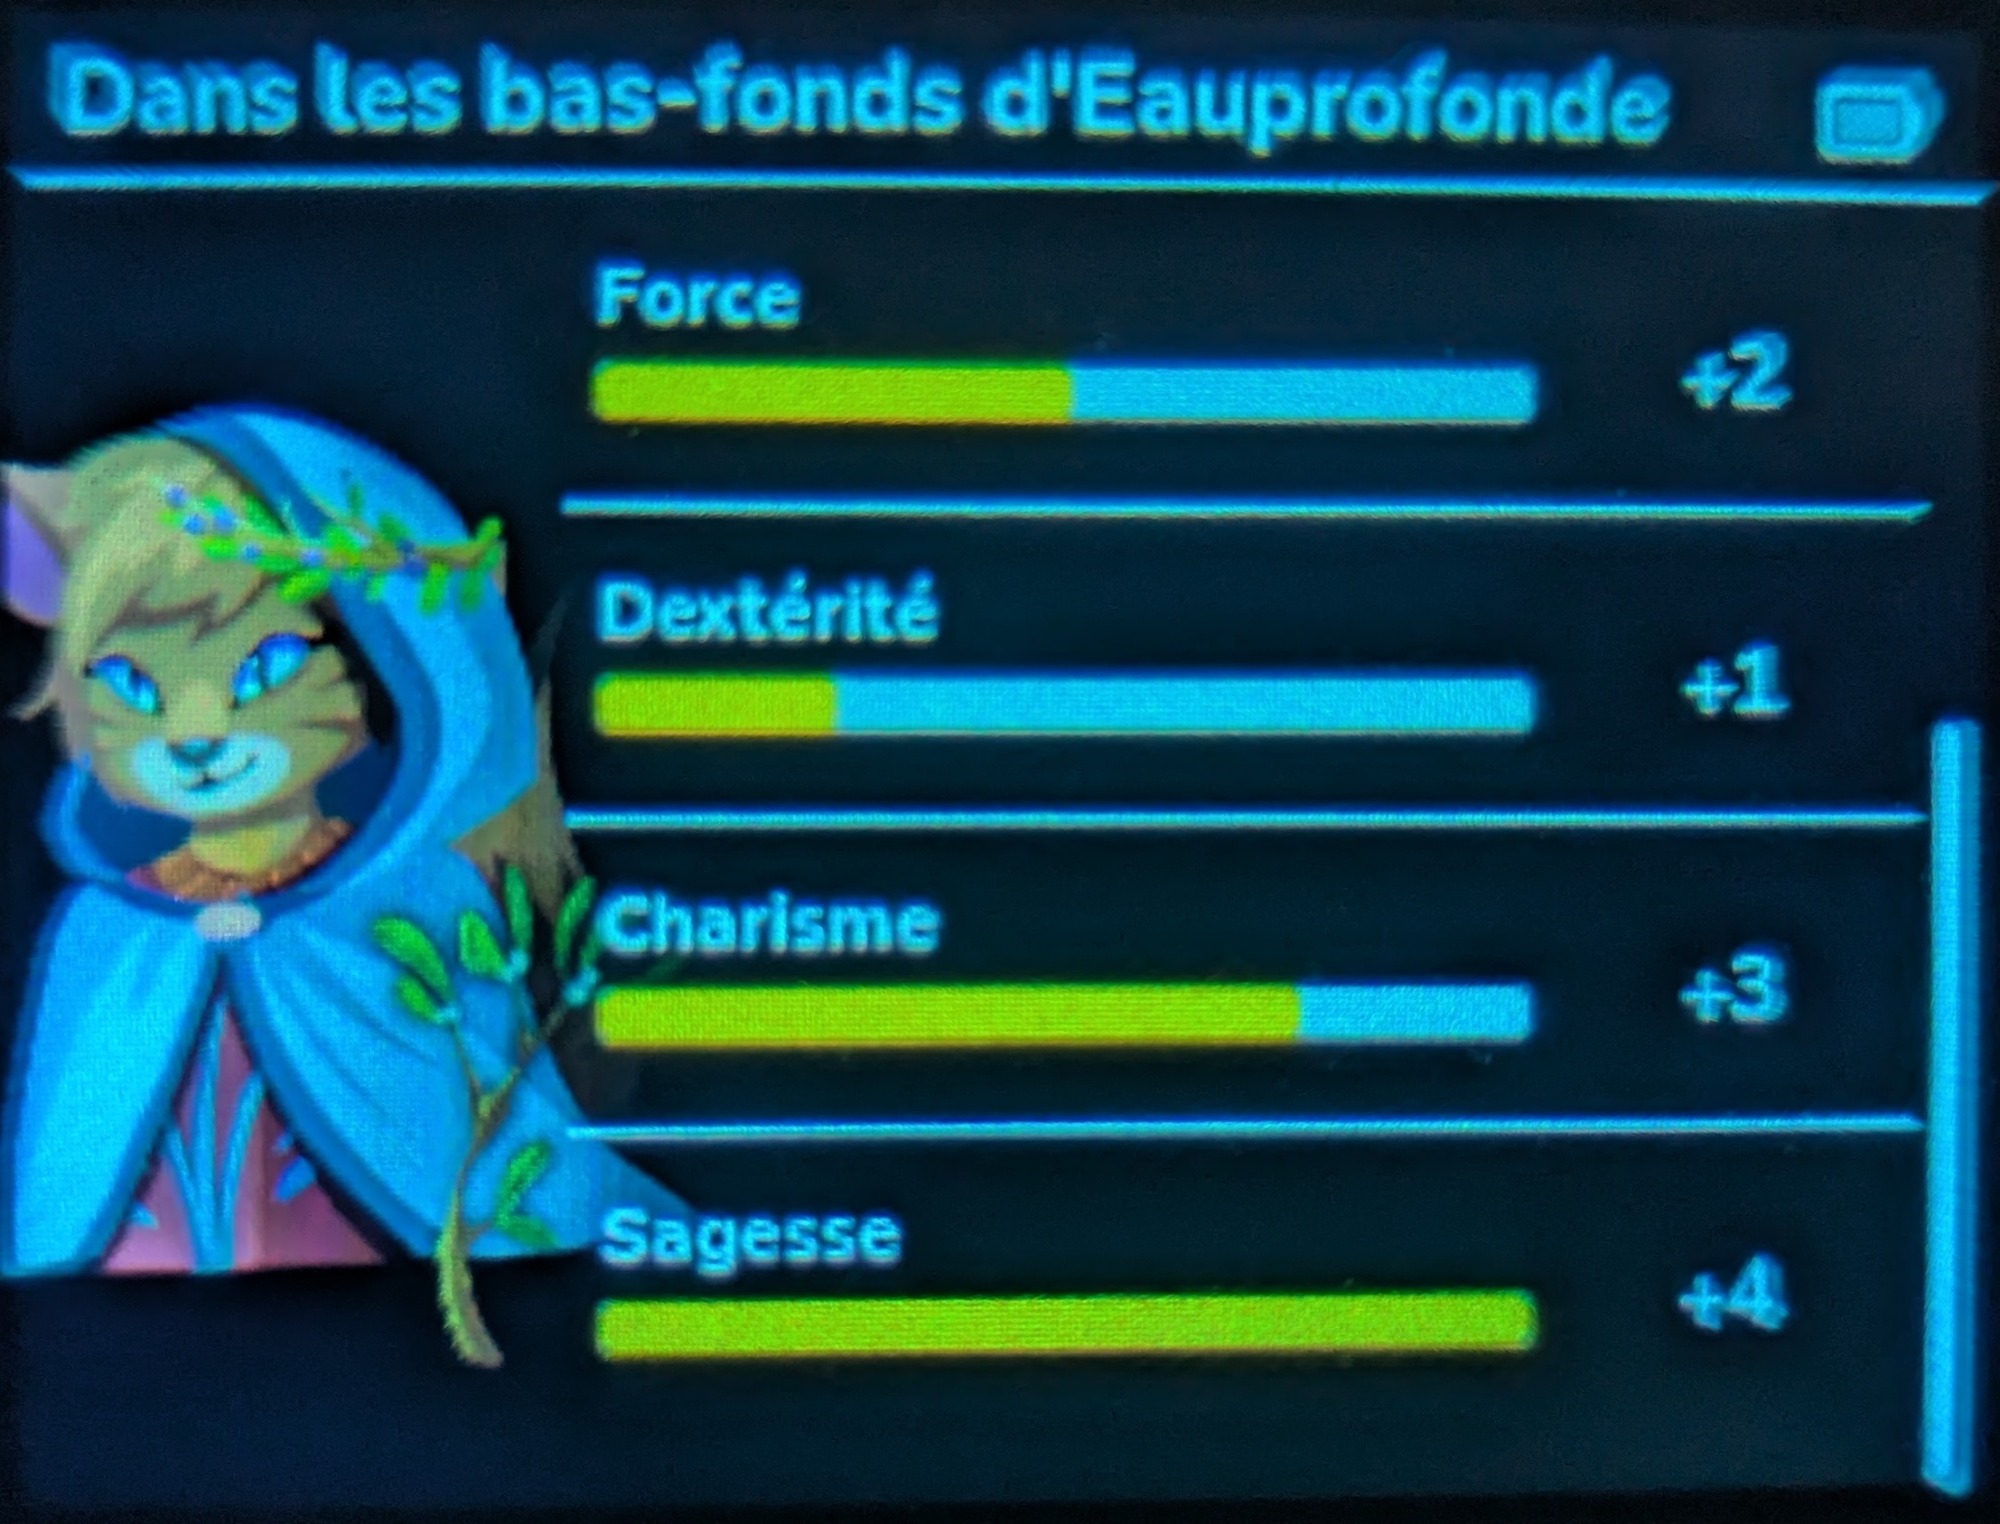 Dans les bas-fonds d'Eauprofonde
Force
+2
Dextérité
+1
Charisme
+3
Sagesse
+4